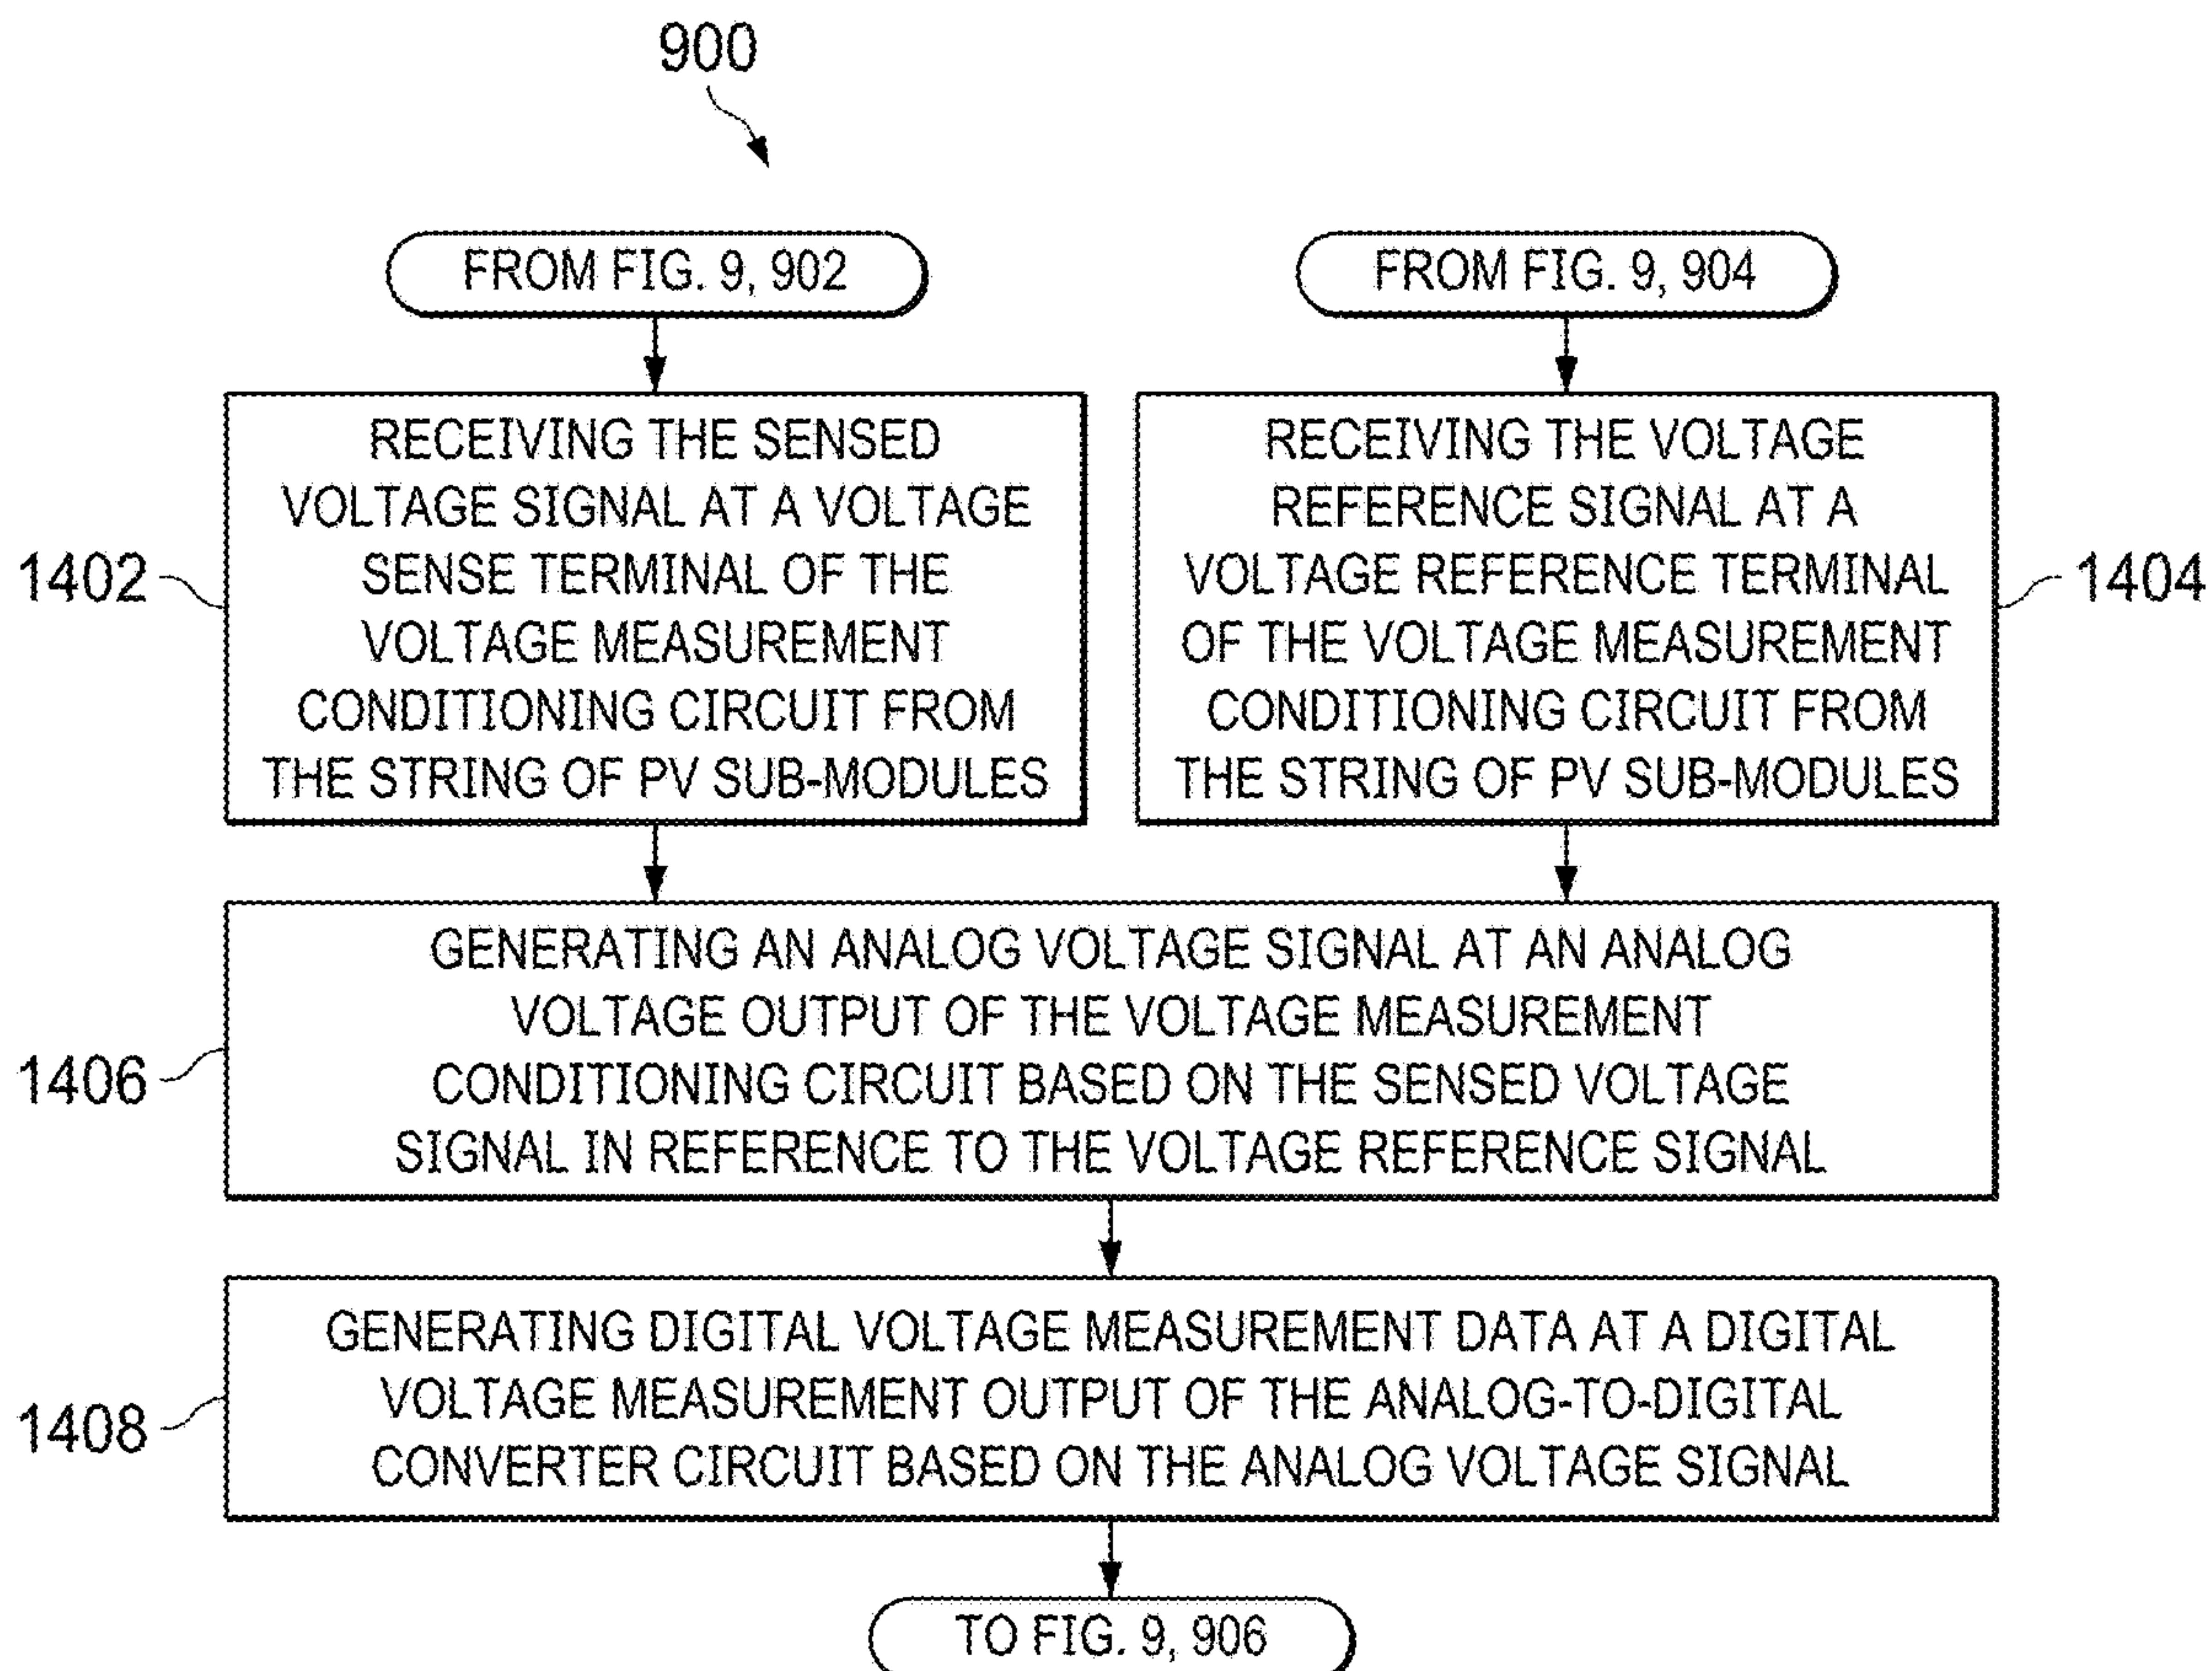 900
FROM FIG. 9, 902
FROM FIG. 9, 904
RECEIVING THE SENSED
VOLTAGE SIGNAL AT A VOLTAGE
SENSE TERMINAL OF THE
VOLTAGE MEASUREMENT
CONDITIONING CIRCUIT FROM
THE STRING OF PV SUB-MODULES
1402
RECEIVING THE VOLTAGE
REFERENCE SIGNAL AT A
VOLTAGE REFERENCE TERMINAL
OF THE VOLTAGE MEASUREMENT
CONDITIONING CIRCUIT FROM
THE STRING OF PV SUB-MODULES
1404
GENERATING AN ANALOG VOLTAGE SIGNAL AT AN ANALOG
VOLTAGE OUTPUT OF THE VOLTAGE MEASUREMENT
CONDITIONING CIRCUIT BASED ON THE SENSED VOLTAGE
SIGNAL IN REFERENCE TO THE VOLTAGE REFERENCE SIGNAL
1406
GENERATING DIGITAL VOLTAGE MEASUREMENT DATA AT A DIGITAL
VOLTAGE MEASUREMENT OUTPUT OF THE ANALOG-TO-DIGITAL
CONVERTER CIRCUIT BASED ON THE ANALOG VOLTAGE SIGNAL
1408
TO FIG. 9, 906